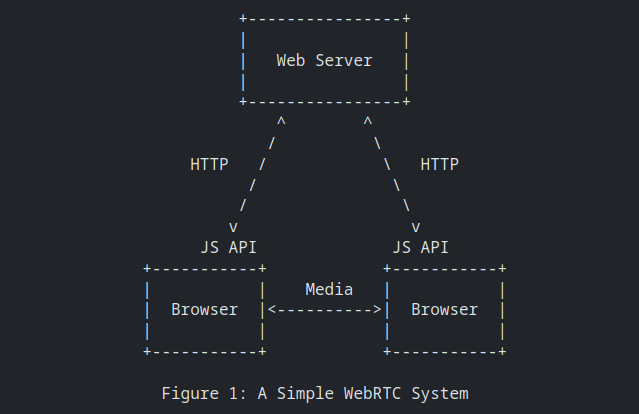 Web Server
HTTP HTTP
JS API JS API
Media
Browser Browser
Figure 1: A Simple WebRTC System